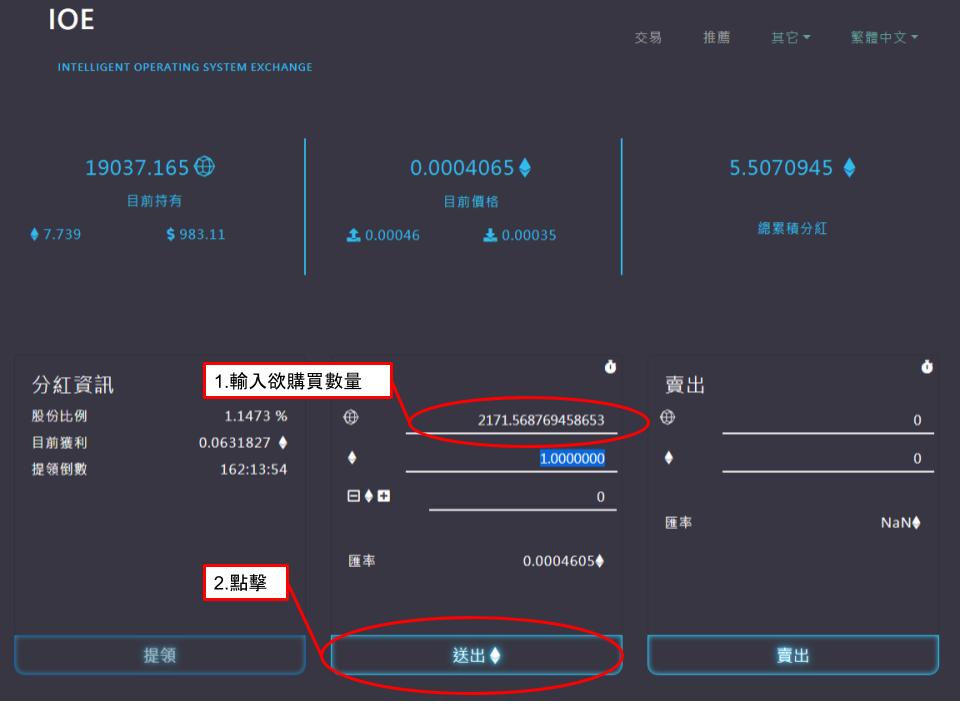 IOE
交易 推薦 其它 繁體中文
INTELLIGENT OPERATING SYSTEM EXCHANGE
19037.165
目前持有
7.739 $ 983.11
0.0004065
目前價格
0.00046 0.00035
5.5070945
總累積分紅
分紅資訊
股份比例 1.1473 %
目前獲利 0.0631827
提領倒數 162:13:54
提領
1.輸入欲購買數量
2171.568769458653
1.0000000
0
匯率 0.0004605
2.點擊
送出
賣出
0
0
匯率 NaN
賣出